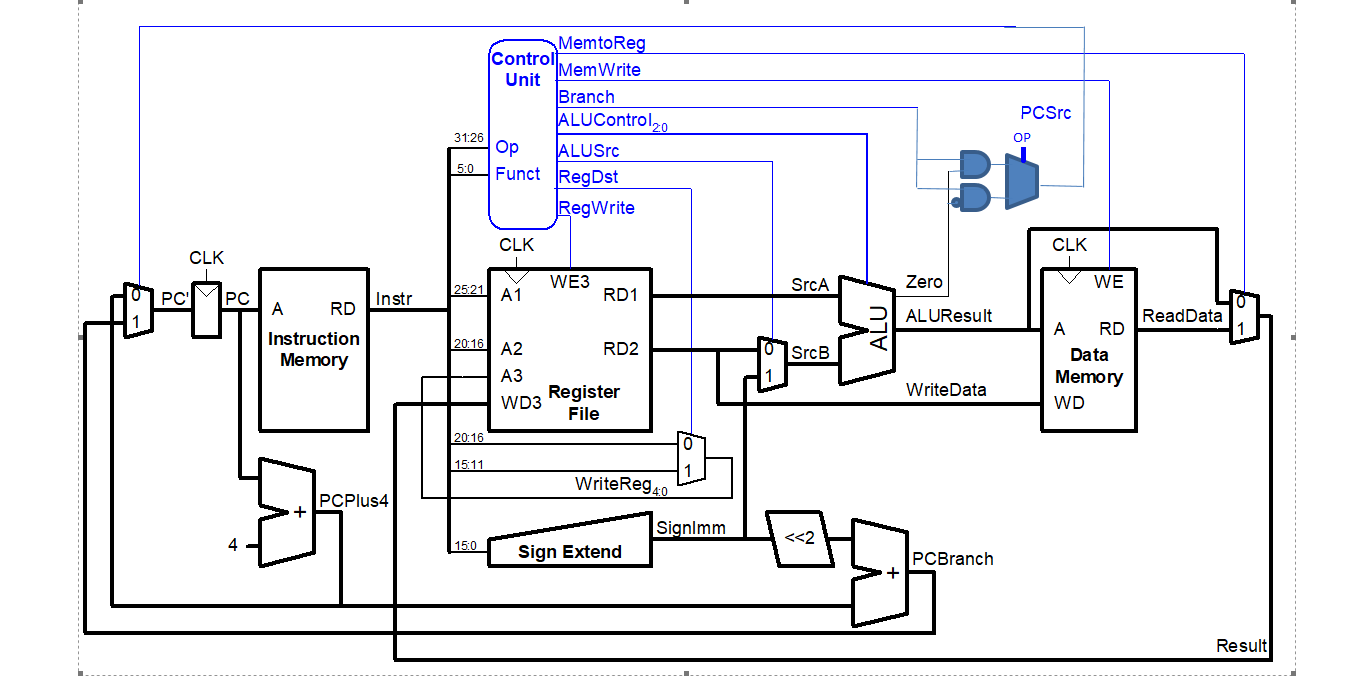 MemtoReg
Control
Unit
MemWrite
Branch
PCSrc
ALUControl2:0
31:26
Op
ALUSrc
OP
5:0
Funct
RegDst
RegWrite
CLK
CLK
CLK
0
PC'
PC
A
RD
Instr
25:21
A1
WE3
RD1
SrcA
Zero
WE
0
1
Instruction
Memory
20:16
A2
RD2
0
SrcB
ALU
ALUResult
A
RD
ReadData
1
A3
1
Data
Memory
WD3
Register
File
WriteData
WD
20:16
0
15:11
1
WriteReg4:0
+
PCPlus4
4
15:0
Sign Extend
SignImm
<<2
+
PCBranch
Result